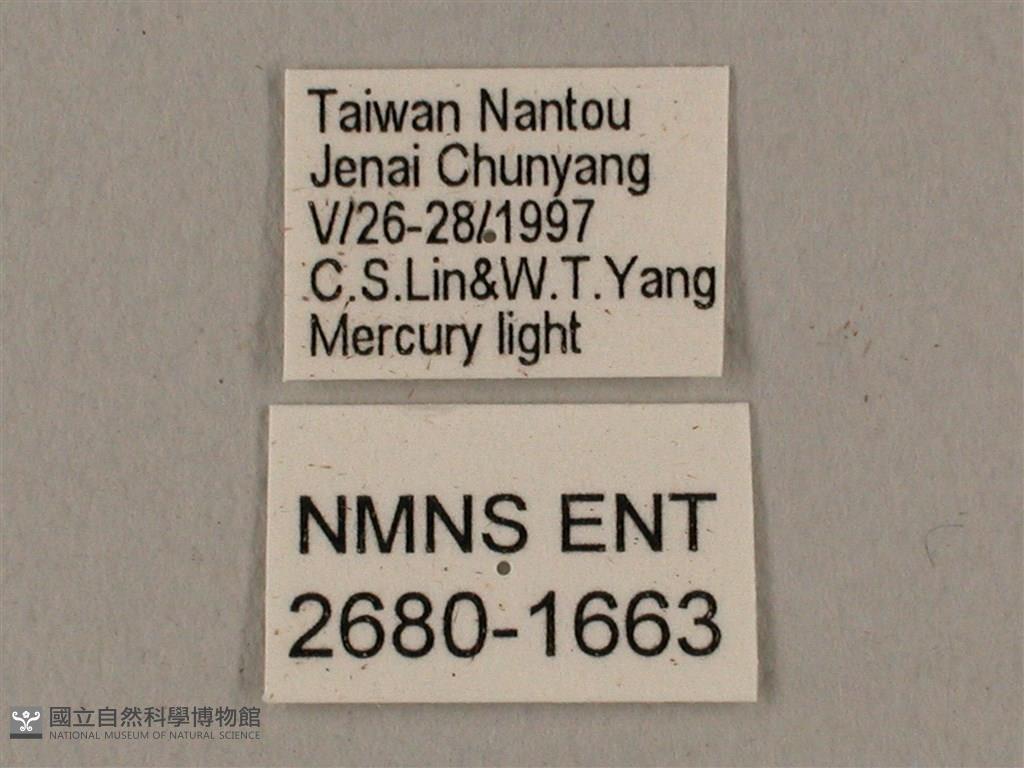 Taiwan Nantou
Jenai Chunyang
V/26-28/1997
C.S.Lin&W.T.Yang
Mercury light
NMNS ENT
2680-1663
國立自然科學博物館
NATIONAL MUSEUM OF NATURAL SCIENCE